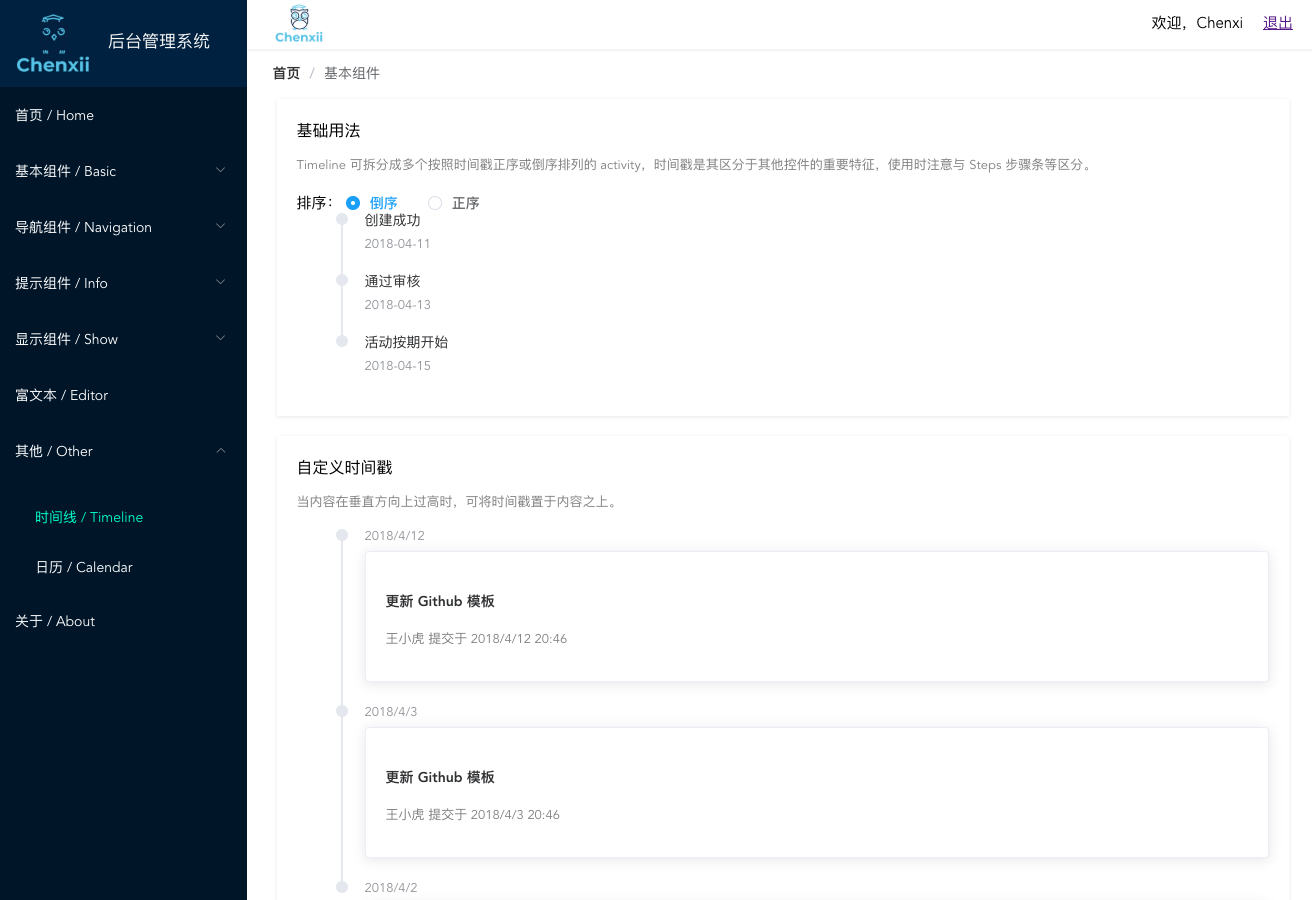 Chenxii
后台管理系统
首页 / Home
基本组件 / Basic
导航组件 / Navigation
提示组件 / Info
显示组件 / Show
富文本 / Editor
其他 / Other
时间线 / Timeline
日历 / Calendar
关于 / About
Chenxii
欢迎，Chenxi 退出
首页 / 基本组件
基础用法
Timeline 可拆分成多个按照时间戳正序或倒序排列的 activity，时间戳是其区分于其他控件的重要特征，使用时注意与 Steps 步骤条等区分。
排序： 倒序 正序
创建成功
2018-04-11
通过审核
2018-04-13
活动按期开始
2018-04-15
自定义时间戳
当内容在垂直方向上过高时，可将时间戳置于内容之上。
2018/4/12
更新 Github 模板
王小虎 提交于 2018/4/12 20:46
2018/4/3
更新 Github 模板
王小虎 提交于 2018/4/3 20:46
2018/4/2